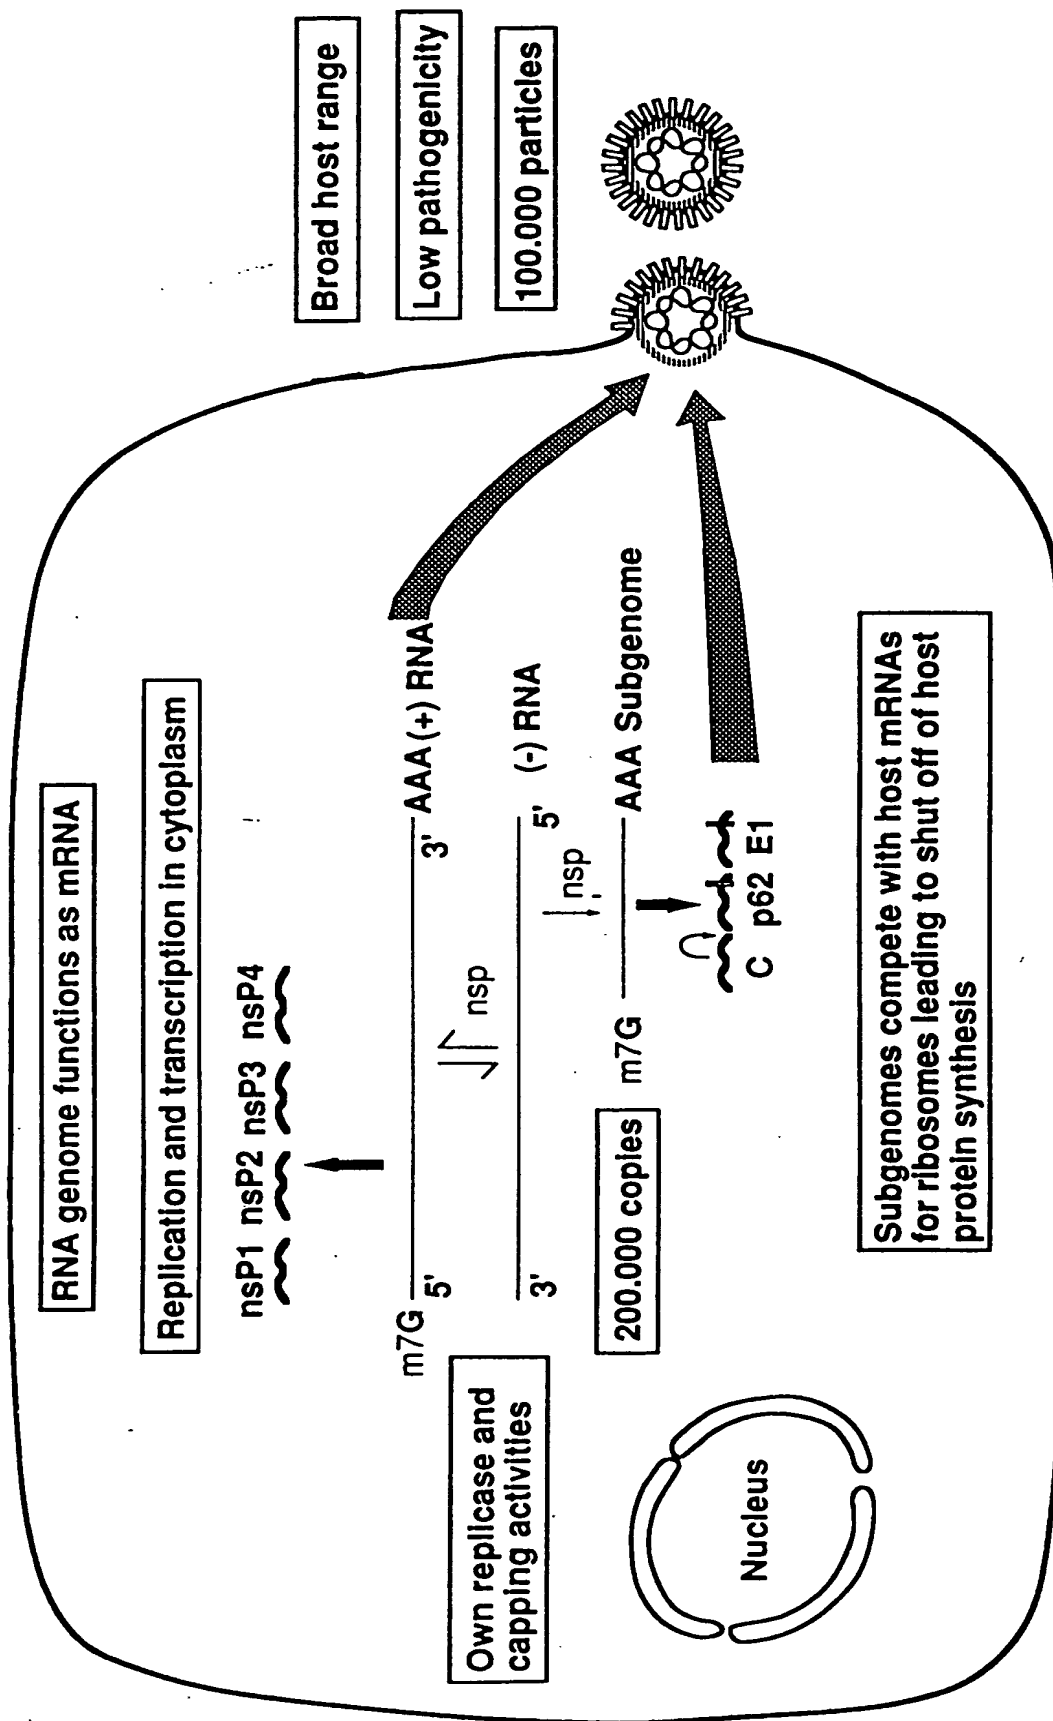 RNA genome functions as mRNA
Replication and transcription in cytoplasm
nsP1 nsP2 nsP3 nsP4
m7G
5'
3'
AAA (+) RNA
nsp
3'
5'
(-) RNA
nsp
m7G
AAA Subgenome
C p62 E1
Own replicase and
capping activities
200.000 copies
Nucleus
Subgenomes compete with host mRNAs
for ribosomes leading to shut off of host
protein synthesis
Broad host range
Low pathogenicity
100.000 particles